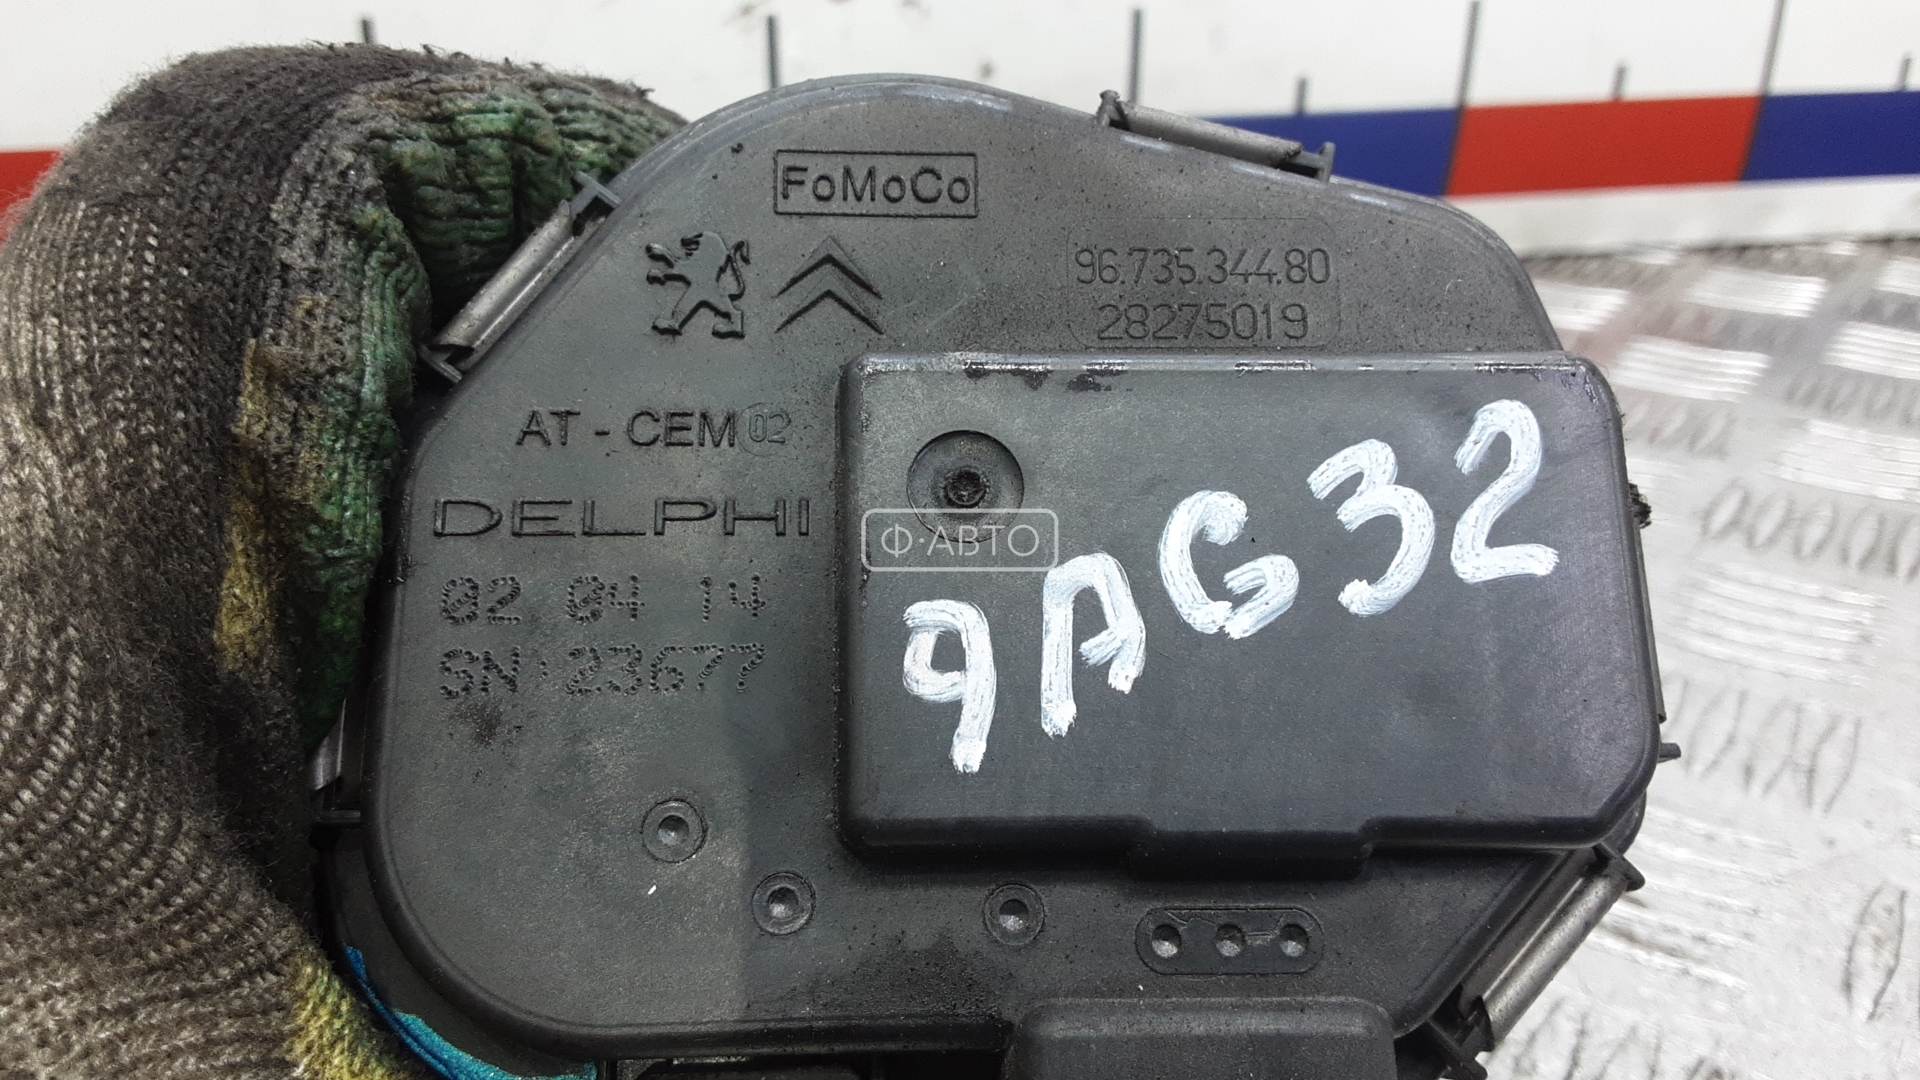 FoMoCo
96.735.344.80
28275019
AT - CEM 02
DELPHI
02 04 14
SN: 23677
Ф·АВТО
9AG32